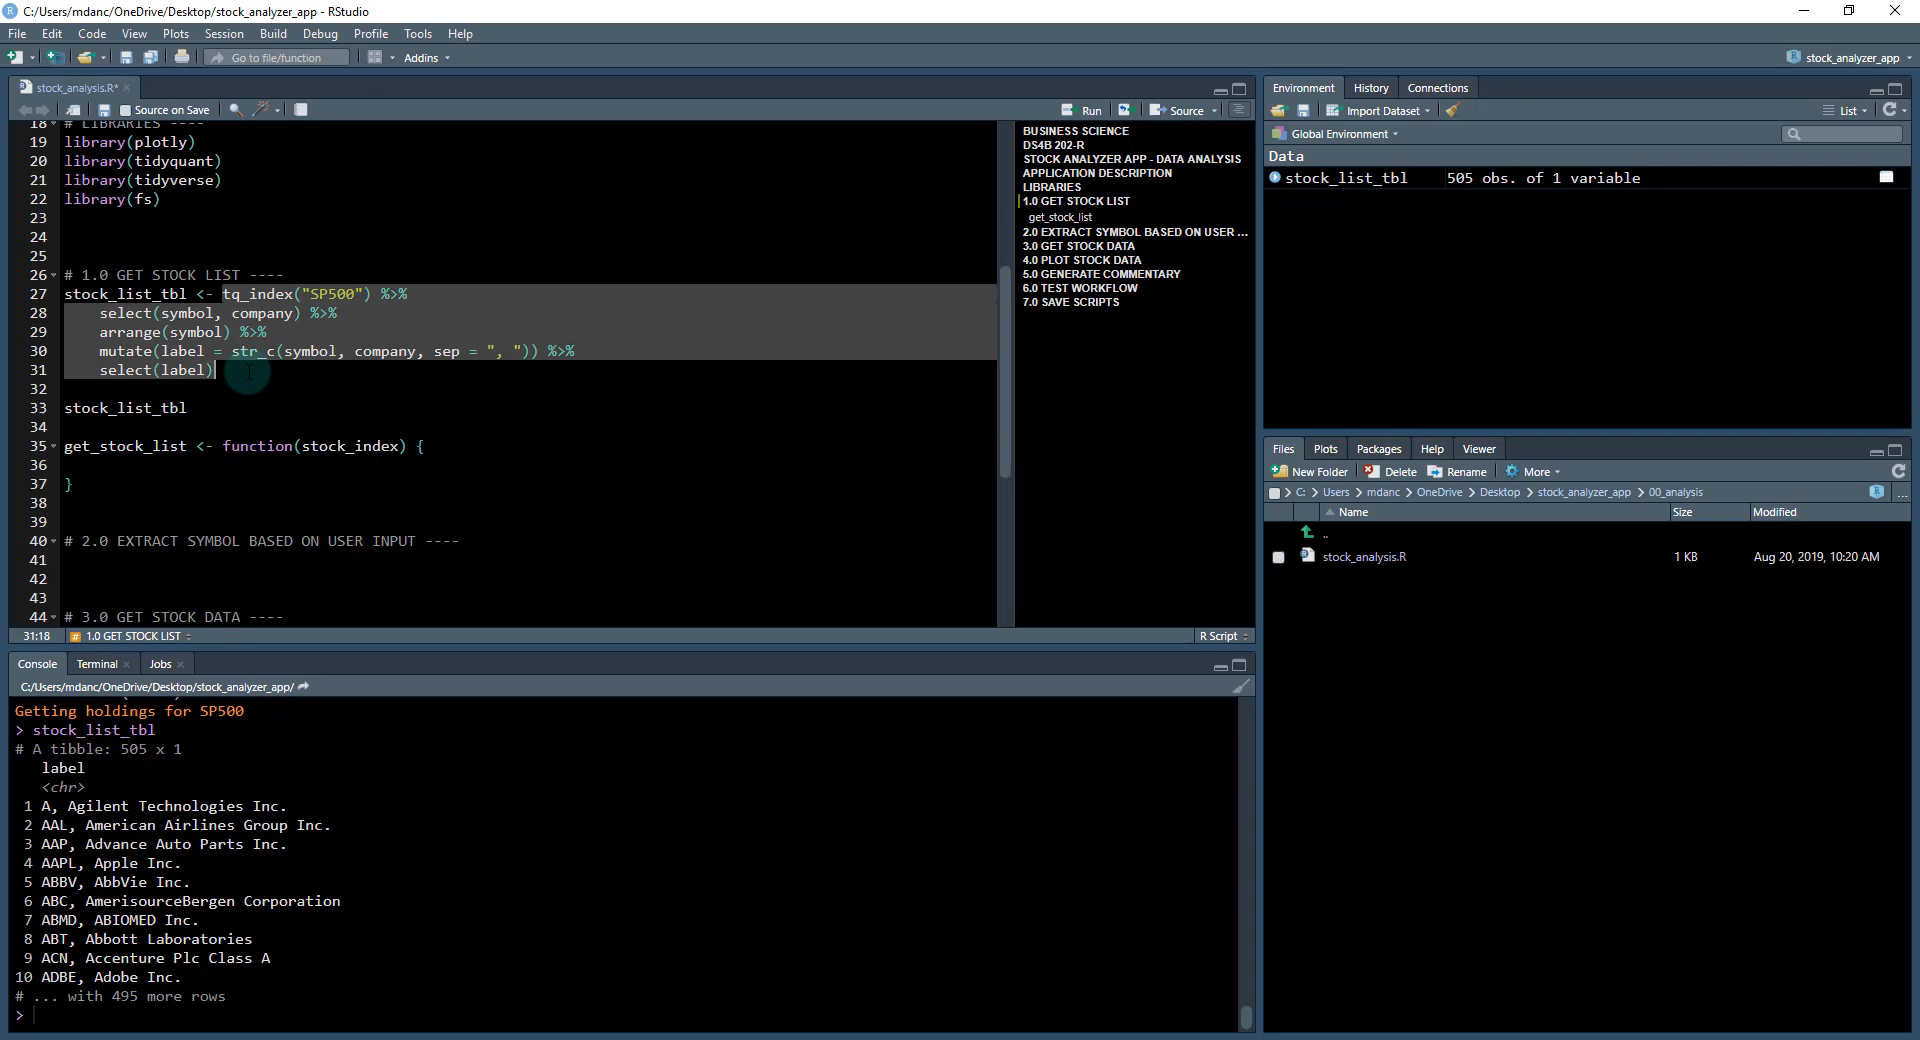 C:/Users/mdanc/OneDrive/Desktop/stock_analyzer_app - RStudio
File Edit Code View Plots Session Build Debug Profile Tools Help
Go to file/function Addins stock_analyzer_app
stock_analysis.R*
Source on Save Run Source
18 # LIBRARIES ----
19 library(plotly)
20 library(tidyquant)
21 library(tidyverse)
22 library(fs)
23
24
25
26 # 1.0 GET STOCK LIST ----
27 stock_list_tbl <- tq_index("SP500") %>%
28 select(symbol, company) %>%
29 arrange(symbol) %>%
30 mutate(label = str_c(symbol, company, sep = ", ")) %>%
31 select(label)
32
33 stock_list_tbl
34
35 get_stock_list <- function(stock_index) {
36
37 }
38
39
40 # 2.0 EXTRACT SYMBOL BASED ON USER INPUT ----
41
42
43
44 # 3.0 GET STOCK DATA ----
31:18 # 1.0 GET STOCK LIST R Script
BUSINESS SCIENCE
DS4B 202-R
STOCK ANALYZER APP - DATA ANALYSIS
APPLICATION DESCRIPTION
LIBRARIES
1.0 GET STOCK LIST
get_stock_list
2.0 EXTRACT SYMBOL BASED ON USER ...
3.0 GET STOCK DATA
4.0 PLOT STOCK DATA
5.0 GENERATE COMMENTARY
6.0 TEST WORKFLOW
7.0 SAVE SCRIPTS
Console Terminal Jobs
C:/Users/mdanc/OneDrive/Desktop/stock_analyzer_app/
Getting holdings for SP500
> stock_list_tbl
# A tibble: 505 x 1
label
<chr>
1 A, Agilent Technologies Inc.
2 AAL, American Airlines Group Inc.
3 AAP, Advance Auto Parts Inc.
4 AAPL, Apple Inc.
5 ABBV, AbbVie Inc.
6 ABC, AmerisourceBergen Corporation
7 ABMD, ABIOMED Inc.
8 ABT, Abbott Laboratories
9 ACN, Accenture Plc Class A
10 ADBE, Adobe Inc.
# ... with 495 more rows
>
Environment History Connections
Import Dataset List
Global Environment
Data
stock_list_tbl 505 obs. of 1 variable
Files Plots Packages Help Viewer
New Folder Delete Rename More
C: > Users > mdanc > OneDrive > Desktop > stock_analyzer_app > 00_analysis ...
Name Size Modified
..
stock_analysis.R 1 KB Aug 20, 2019, 10:20 AM